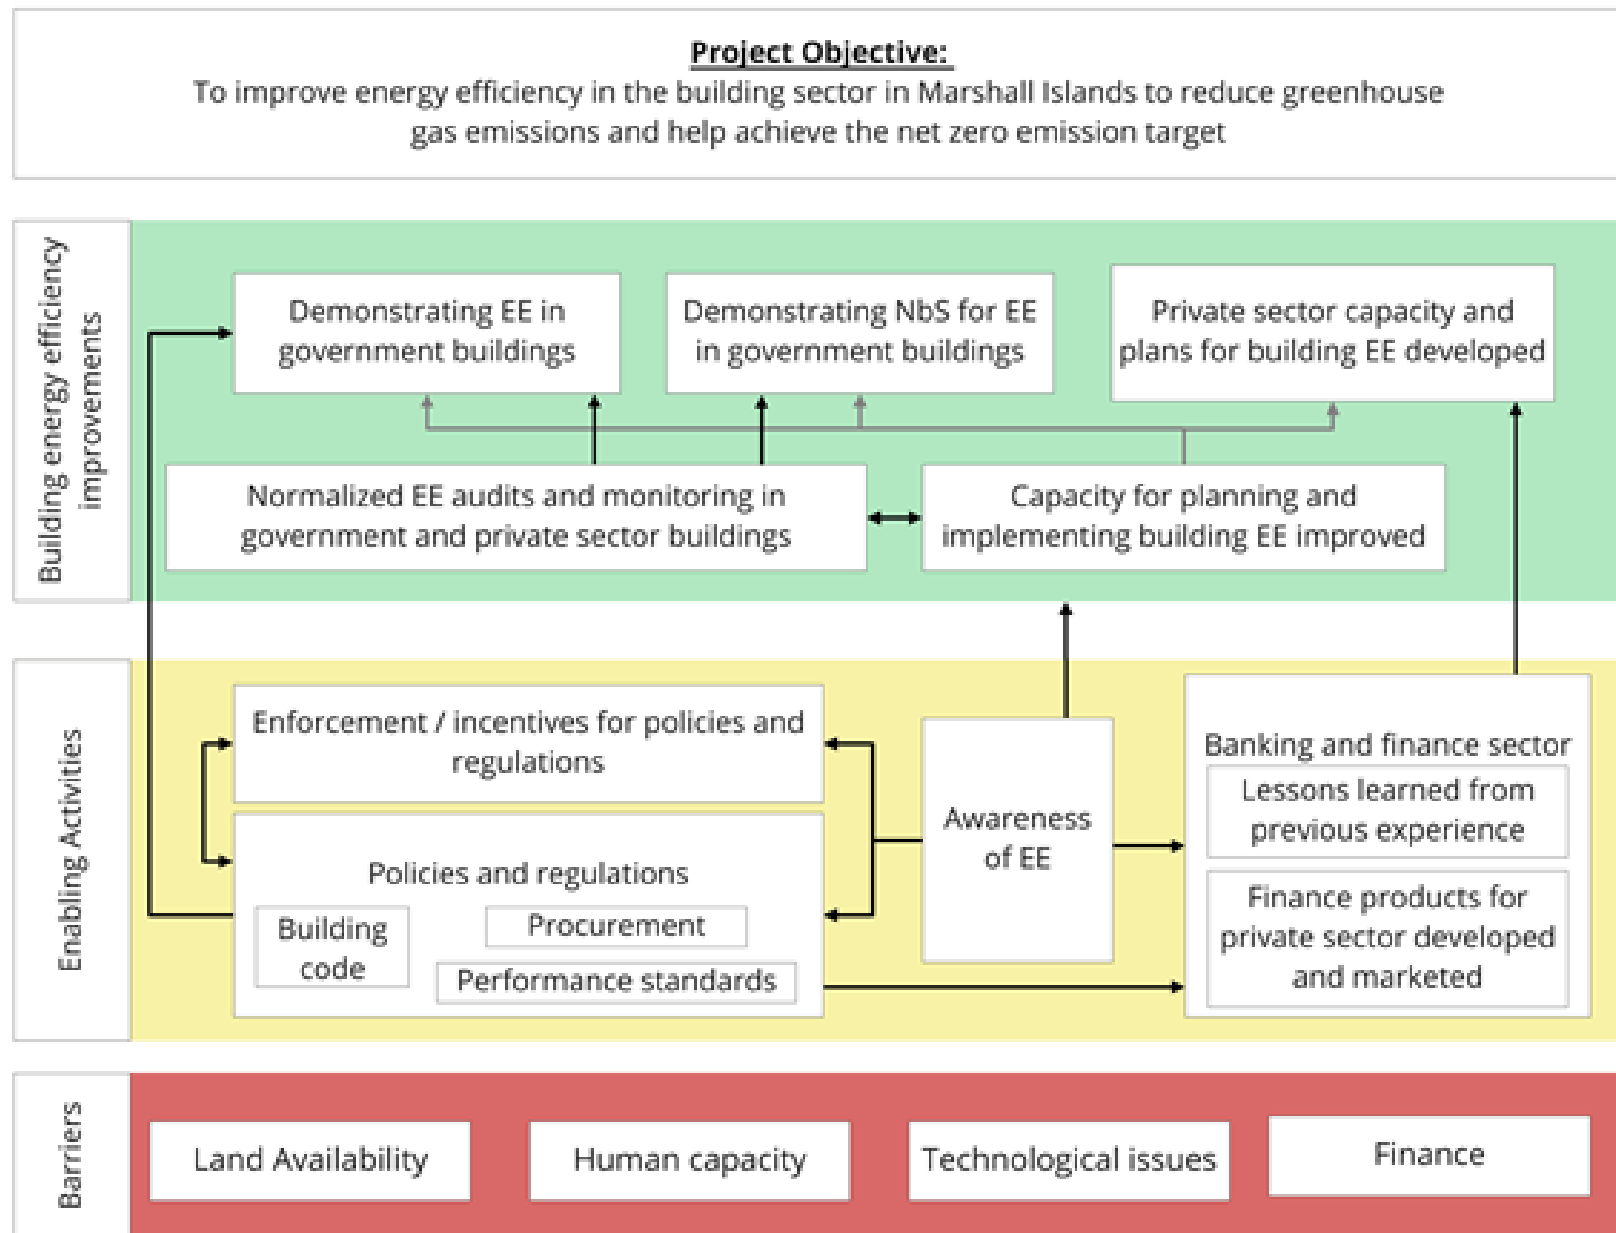 Project Objective:
To improve energy efficiency in the building sector in Marshall Islands to reduce greenhouse
gas emissions and help achieve the net zero emission target
Building energy efficiency
improvements
Demonstrating EE in
government buildings
Demonstrating NbS for EE
in government buildings
Private sector capacity and
plans for building EE developed
Normalized EE audits and monitoring in
government and private sector buildings
Capacity for planning and
implementing building EE improved
Enabling Activities
Enforcement / incentives for policies and
regulations
Policies and regulations
Building
code
Procurement
Performance standards
Awareness
of EE
Banking and finance sector
Lessons learned from
previous experience
Finance products for
private sector developed
and marketed
Barriers
Land Availability
Human capacity
Technological issues
Finance